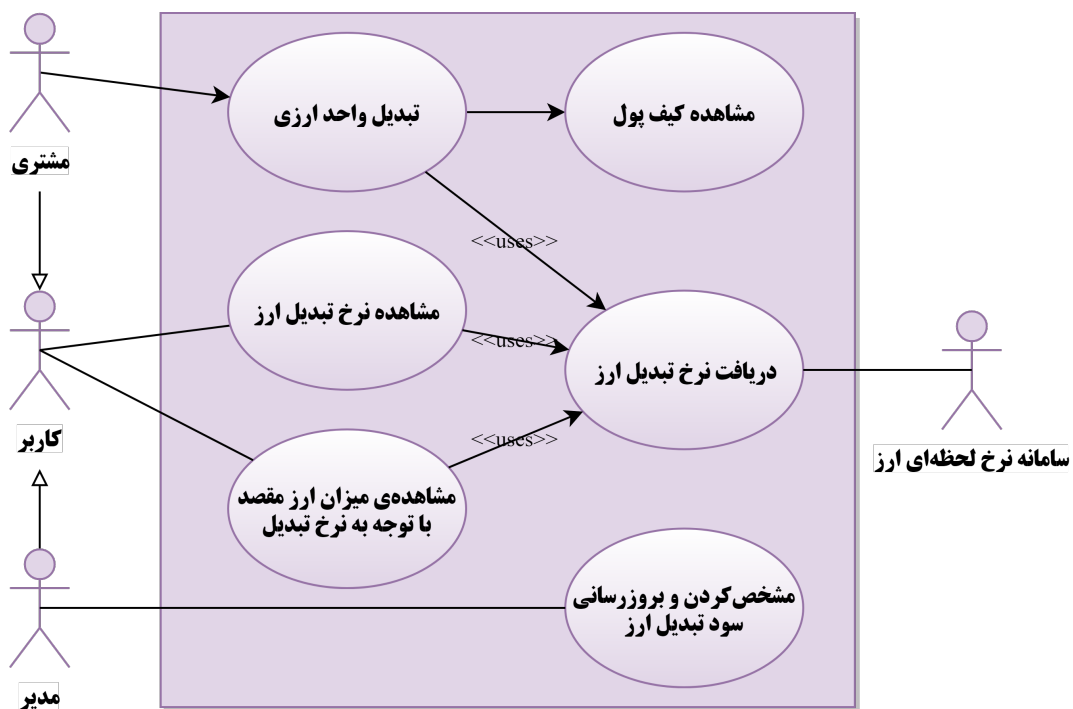 تبدیل واحد ارزی
مشاهده کیف پول
مشتری
<<uses>>
مشاهده نرخ تبدیل ارز
<<uses>>
دریافت نرخ تبدیل ارز
کاربر
<<uses>>
سامانه نرخ لحظه‌ای ارز
مشاهده‌ی میزان ارز مقصد
با توجه به نرخ تبدیل
مشخص‌کردن و بروزرسانی
سود تبدیل ارز
مدیر